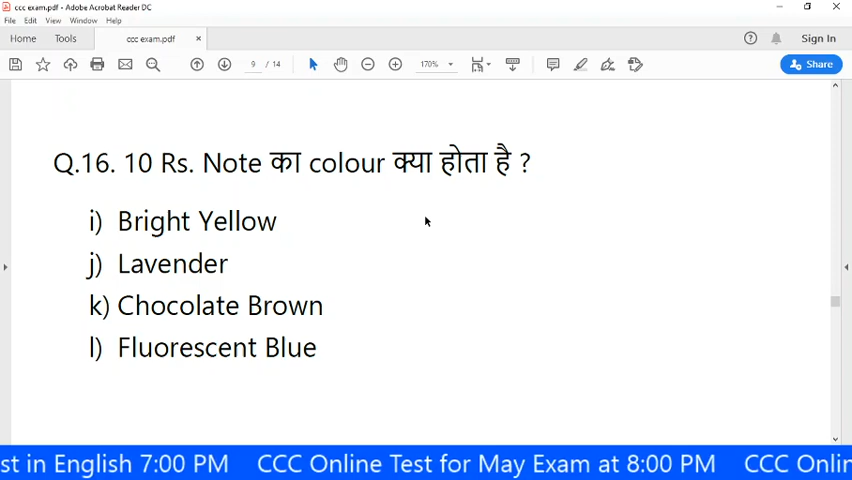 ccc exam.pdf - Adobe Acrobat Reader DC
File Edit View Window Help
Home Tools ccc exam.pdf × Sign In
9 / 14 170% Share
Q.16. 10 Rs. Note का colour क्या होता है ?
i) Bright Yellow
j) Lavender
k) Chocolate Brown
l) Fluorescent Blue
st in English 7:00 PM CCC Online Test for May Exam at 8:00 PM CCC Onlin